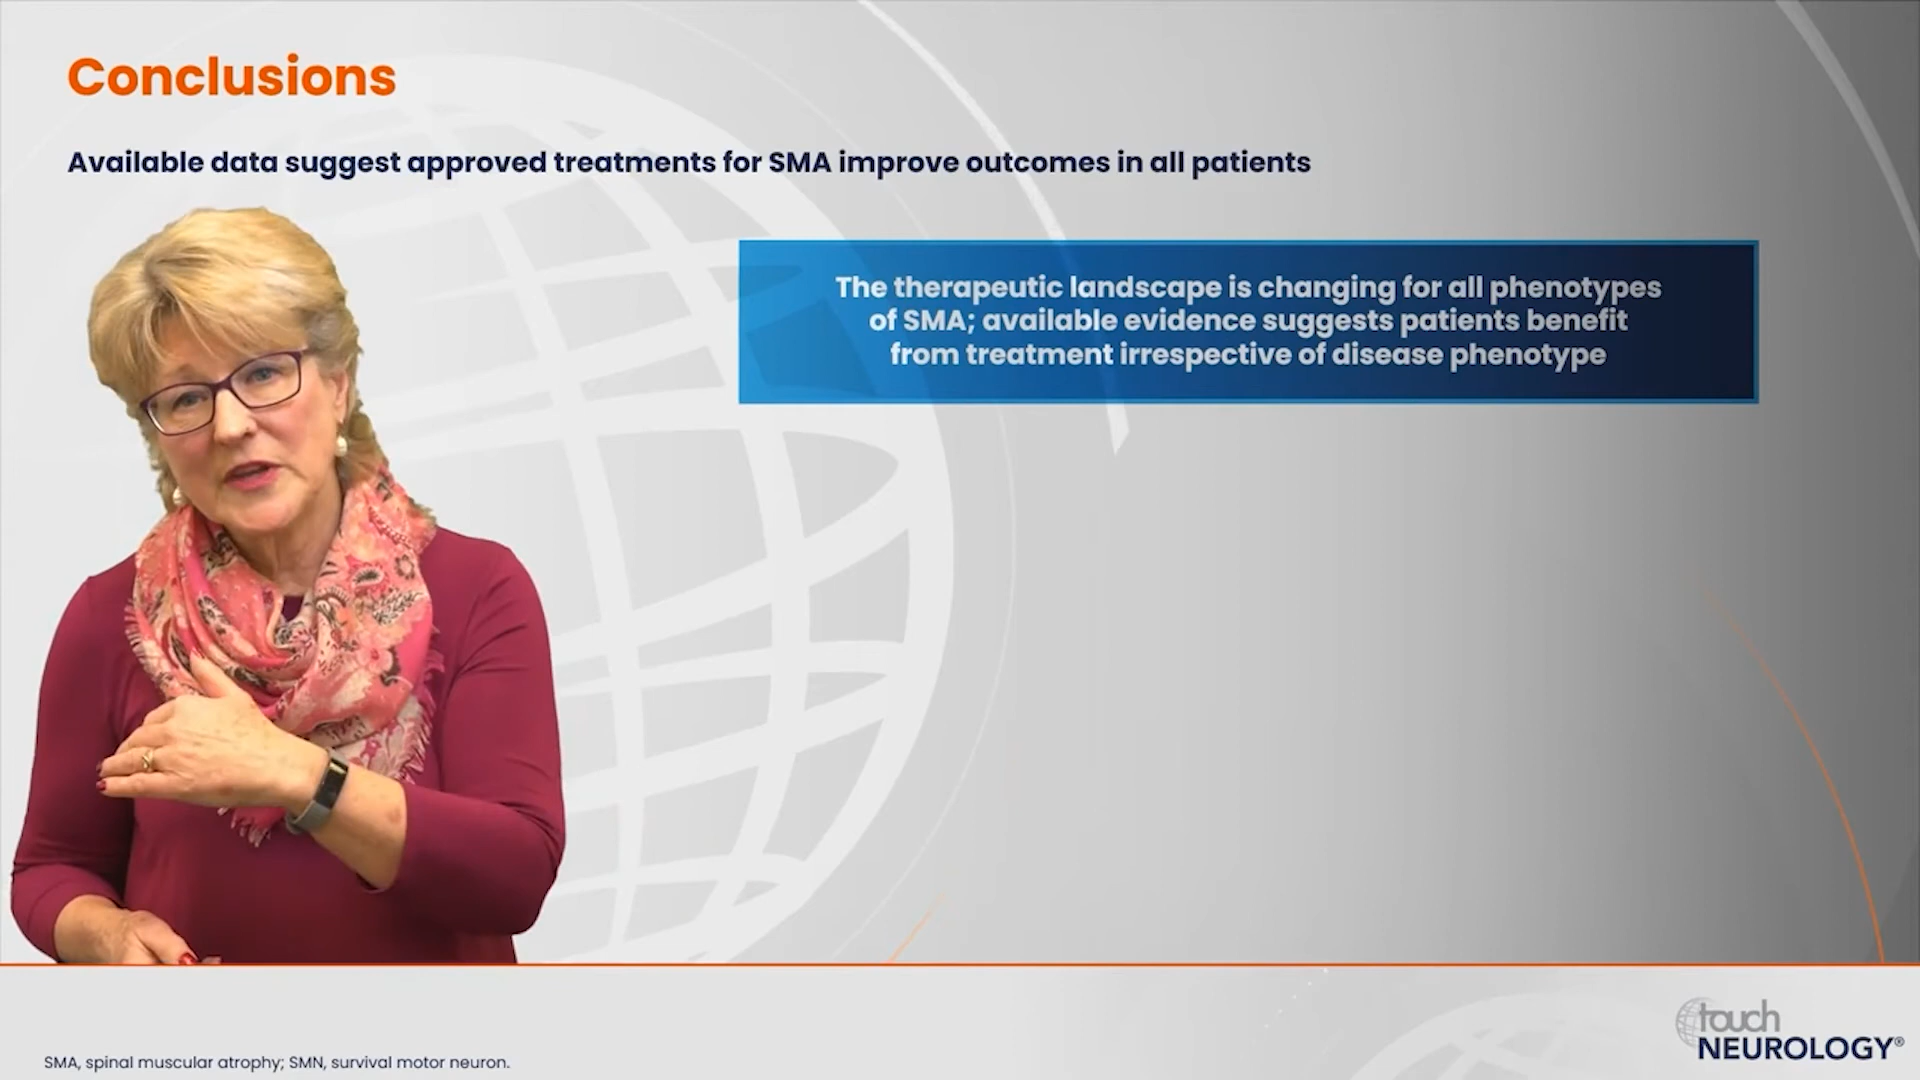 Conclusions
Available data suggest approved treatments for SMA improve outcomes in all patients
The therapeutic landscape is changing for all phenotypes
of SMA; available evidence suggests patients benefit
from treatment irrespective of disease phenotype
SMA, spinal muscular atrophy; SMN, survival motor neuron.
touch
NEUROLOGY®